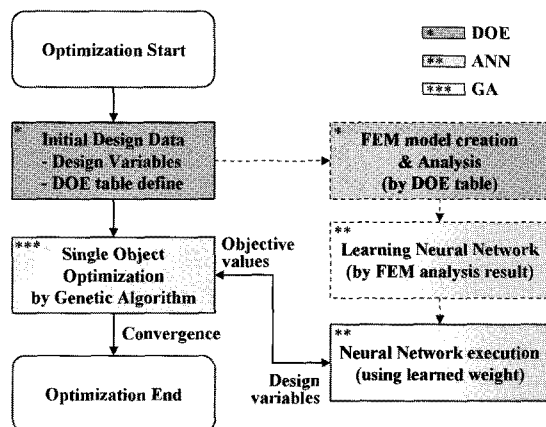 Optimization Start
* DOE
** ANN
*** GA
*
Initial Design Data
- Design Variables
- DOE table define
*
FEM model creation
& Analysis
(by DOE table)
***
Single Object
Optimization
by Genetic Algorithm
Objective
values
**
Learning Neural Network
(by FEM analysis result)
Convergence
**
Neural Network execution
(using learned weight)
Design
variables
Optimization End